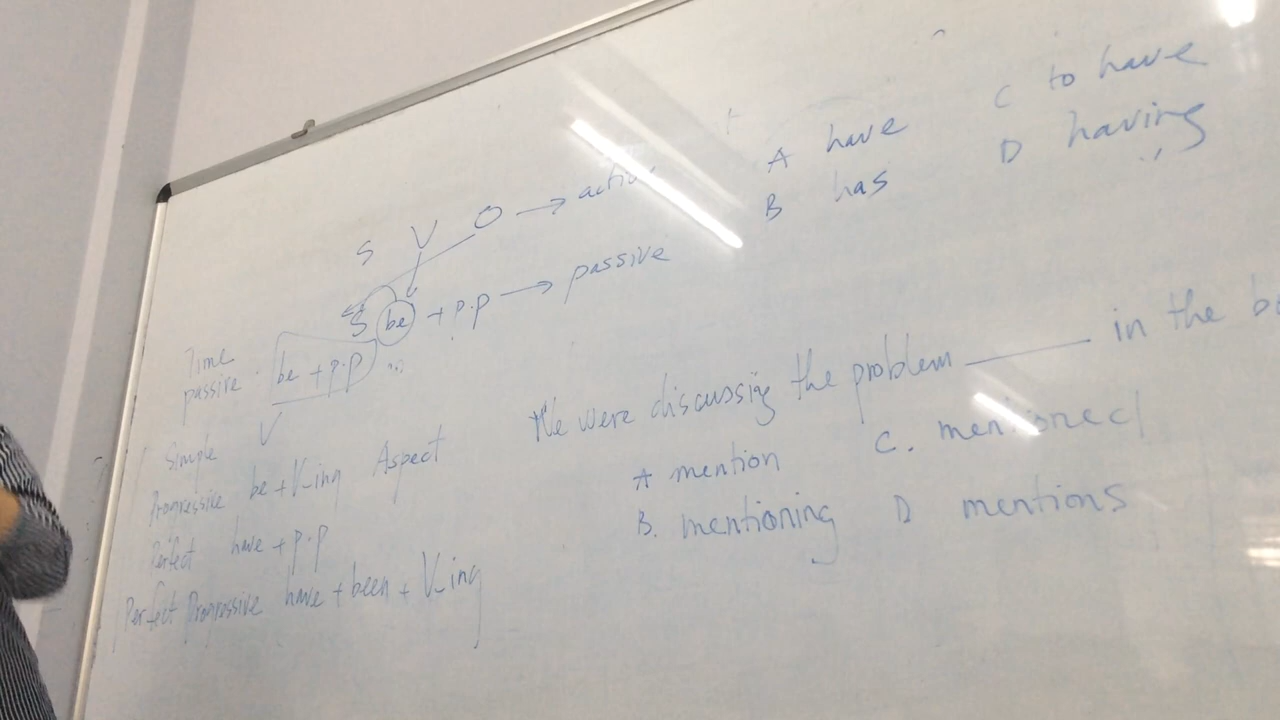 S V O → active
S be + p.p → passive
Time
passive be + p.p
V
Simple
Progressive be + V-ing Aspect
Perfect have + p.p
Perfect Progressive have + been + V-ing
A have C to have
B has D having
We were discussing the problem ______ in the
A mention C. mentioned
B. mentioning D mentions